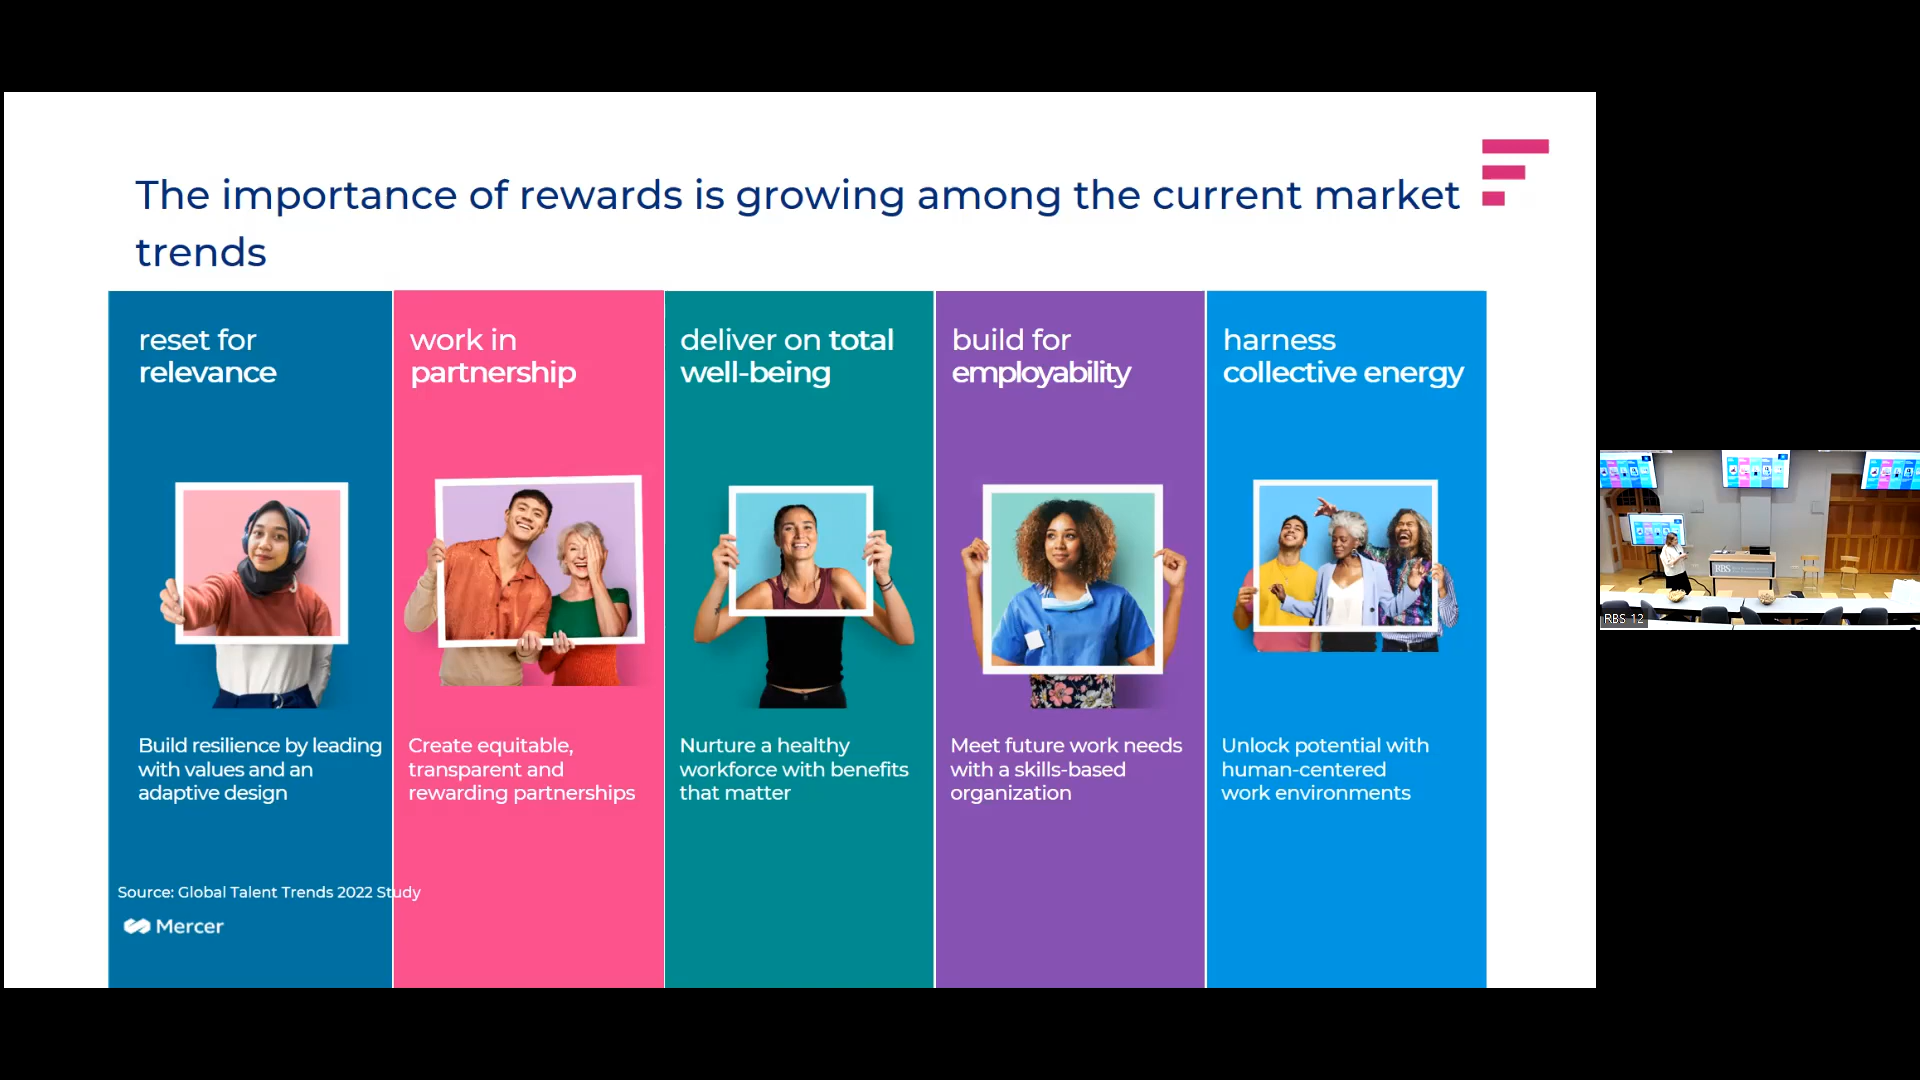 The importance of rewards is growing among the current market
trends
reset for
relevance
work in
partnership
deliver on total
well-being
build for
employability
harness
collective energy
Build resilience by leading
with values and an
adaptive design
Create equitable,
transparent and
rewarding partnerships
Nurture a healthy
workforce with benefits
that matter
Meet future work needs
with a skills-based
organization
Unlock potential with
human-centered
work environments
Source: Global Talent Trends 2022 Study
Mercer
RBS
RBS 12